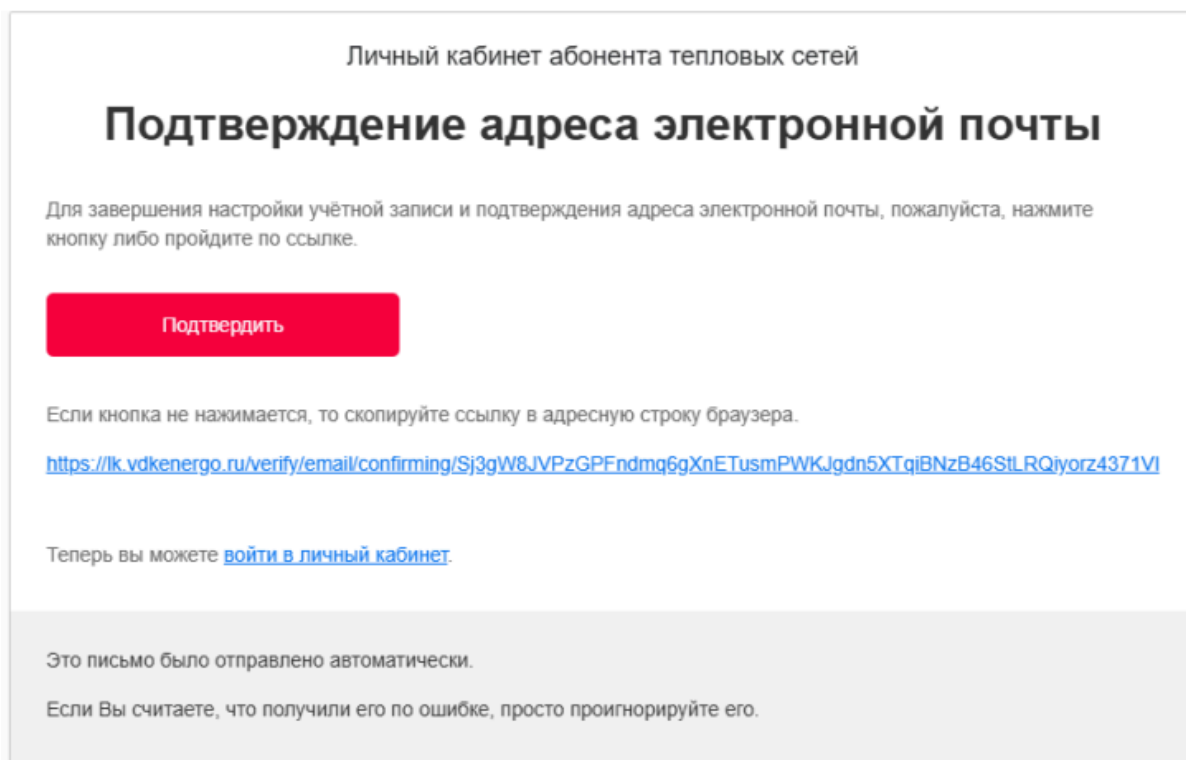 Личный кабинет абонента тепловых сетей
Подтверждение адреса электронной почты
Для завершения настройки учётной записи и подтверждения адреса электронной почты, пожалуйста, нажмите
кнопку либо пройдите по ссылке.
Подтвердить
Если кнопка не нажимается, то скопируйте ссылку в адресную строку браузера.
https://lk.vdkenergo.ru/verify/email/confirming/Sj3gW8JVPzGPFndmq6gXnETusmPWKJgdn5XTqiBNzB46StLRQiyorz4371VI
Теперь вы можете войти в личный кабинет.
Это письмо было отправлено автоматически.
Если Вы считаете, что получили его по ошибке, просто проигнорируйте его.